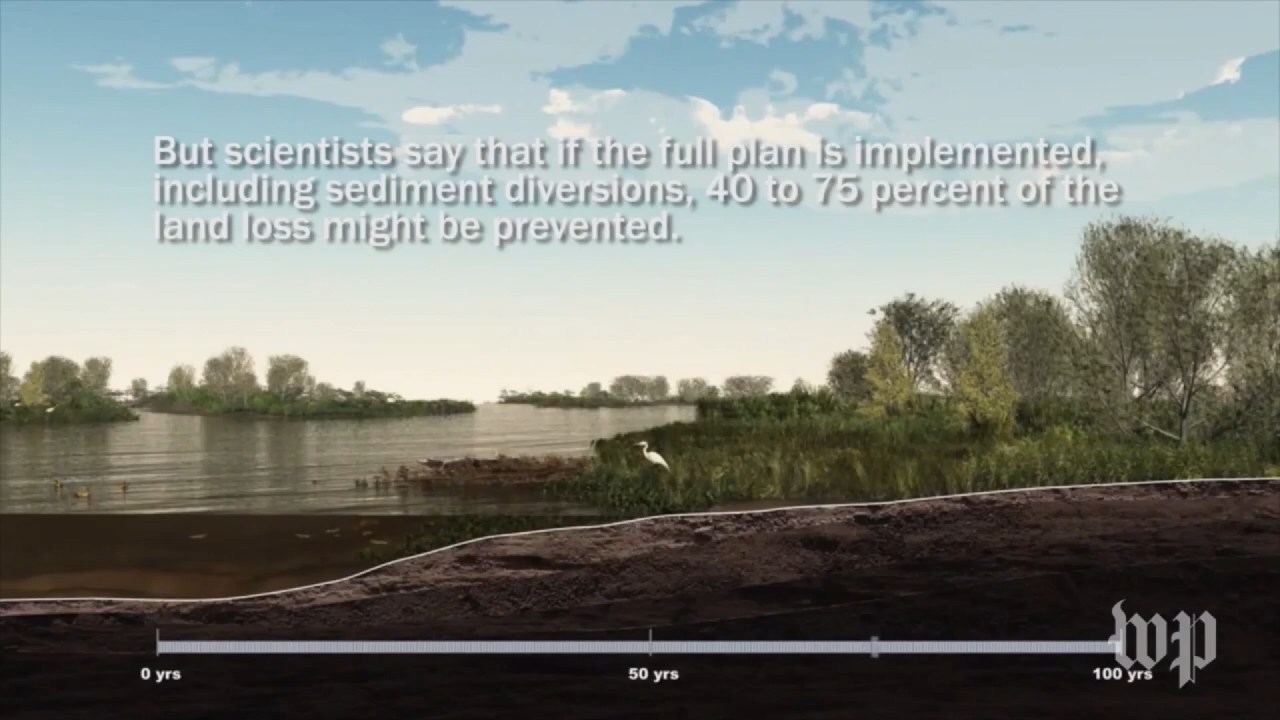 But scientists say that if the full plan is implemented,
including sediment diversions, 40 to 75 percent of the
land loss might be prevented.
0 yrs
50 yrs
100 yrs
wp